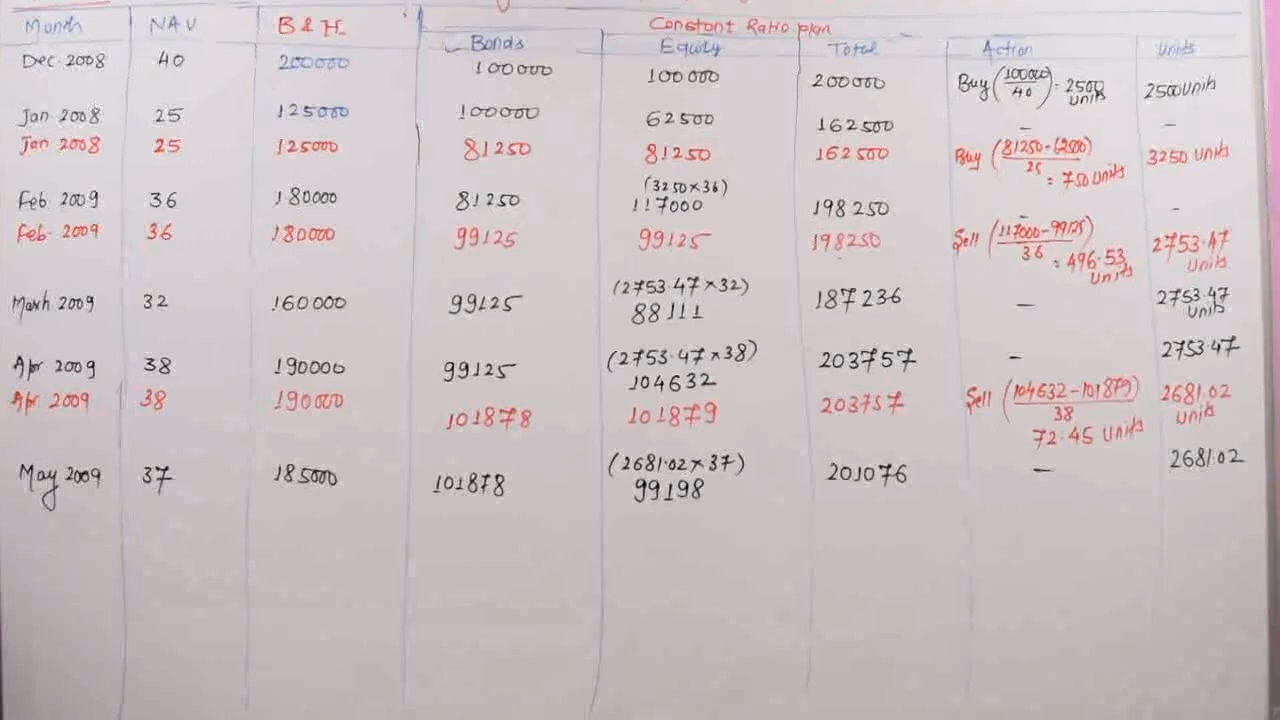 Constant Ratio plan
Month NAV B & H Bonds Equity Total Action Units
Dec 2008 40 200000 100000 100000 200000 Buy (100000/40) = 2500 Units 2500 Units
Jan 2008 25 125000 100000 62500 162500 – –
Jan 2008 25 125000 81250 81250 162500 Buy (81250-62500)/25 = 750 Units 3250 Units
Feb 2009 36 180000 81250 (3250 x 36) 117000 198250 – -
Feb 2009 36 180000 99125 99125 198250 Sell (117000-99125)/36 = 496.53 Units 2753.47 Units
March 2009 32 160000 99125 (2753.47 x 32) 88111 187236 – 2753.47 Units
Apr 2009 38 190000 99125 (2753.47 x 38) 104632 203757 – 2753.47
Apr 2009 38 190000 101878 101879 203757 Sell (104632-101879)/38 72.45 Units 2681.02 Units
May 2009 37 185000 101878 (2681.02 x 37) 99198 201076 – 2681.02